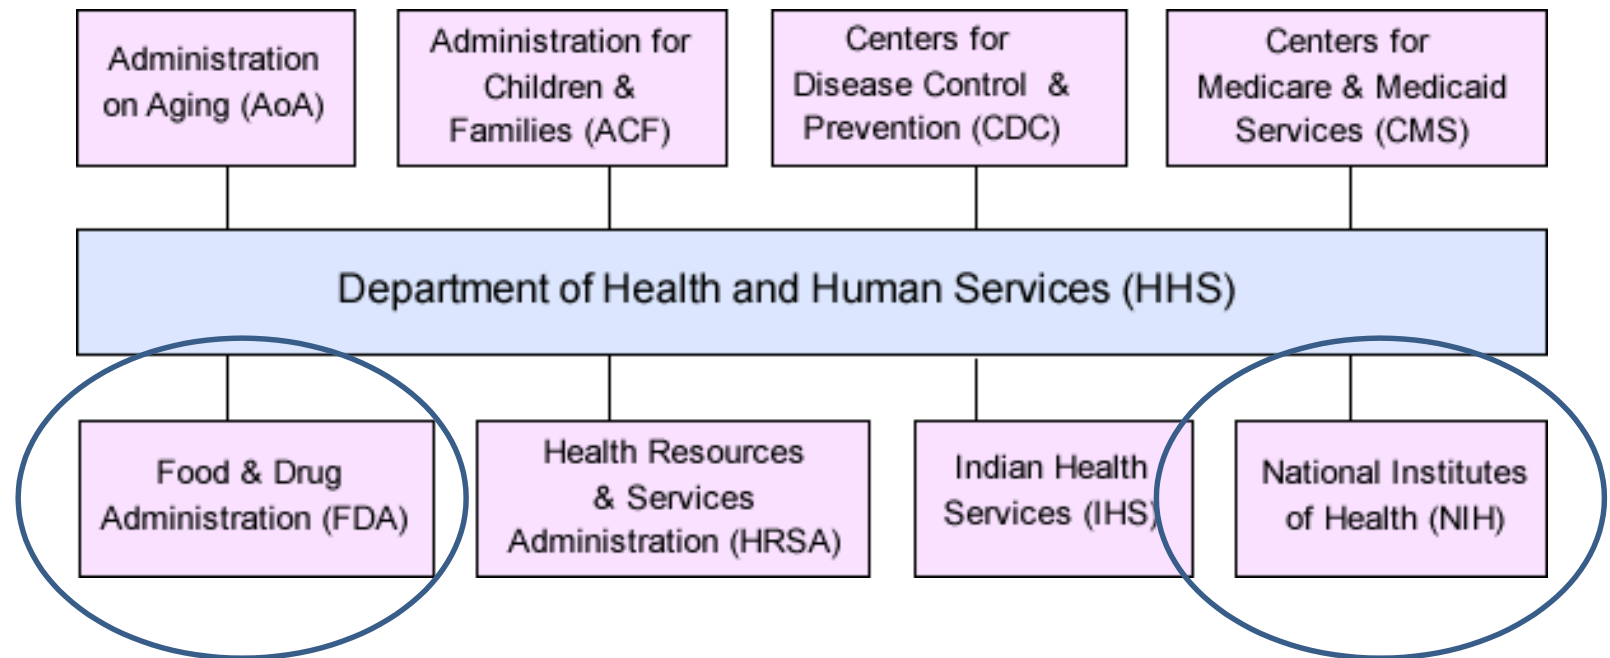 Administration
on Aging (AoA)
Administration for
Children &
Families (ACF)
Centers for
Disease Control &
Prevention (CDC)
Centers for
Medicare & Medicaid
Services (CMS)
Department of Health and Human Services (HHS)
Food & Drug
Administration (FDA)
Health Resources
& Services
Administration (HRSA)
Indian Health
Services (IHS)
National Institutes
of Health (NIH)